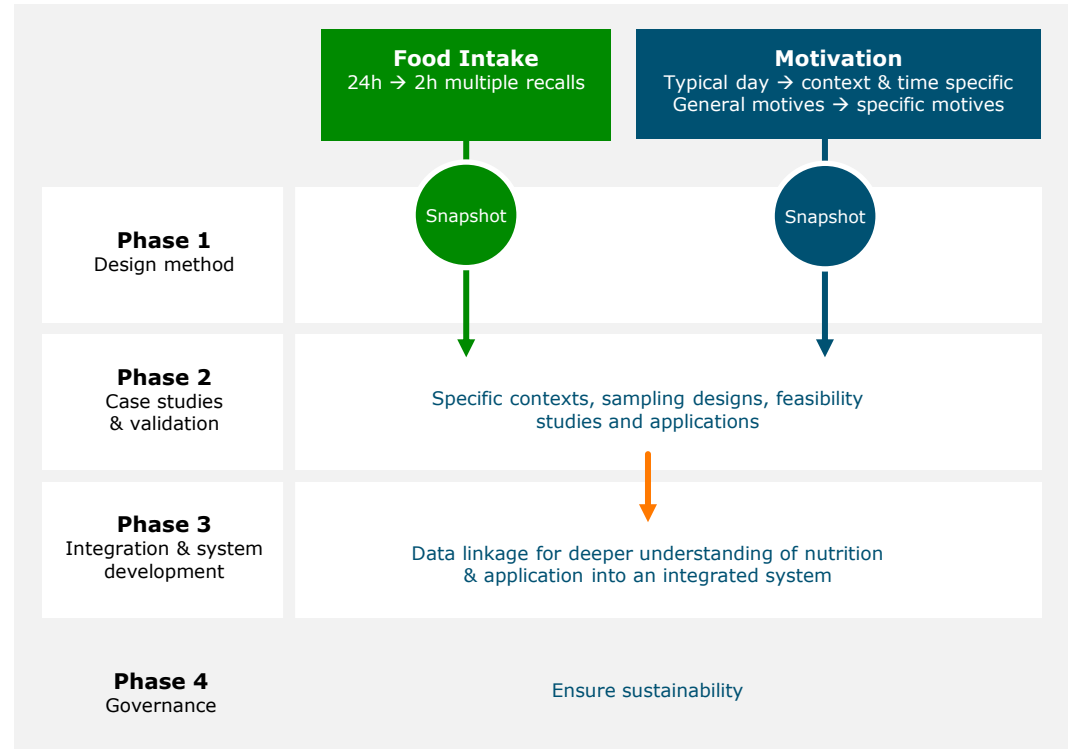 Food Intake
24h → 2h multiple recalls
Motivation
Typical day → context & time specific
General motives → specific motives
Snapshot
Snapshot
Phase 1
Design method
Phase 2
Case studies
& validation
Specific contexts, sampling designs, feasibility
studies and applications
Phase 3
Integration & system
development
Data linkage for deeper understanding of nutrition
& application into an integrated system
Phase 4
Governance
Ensure sustainability